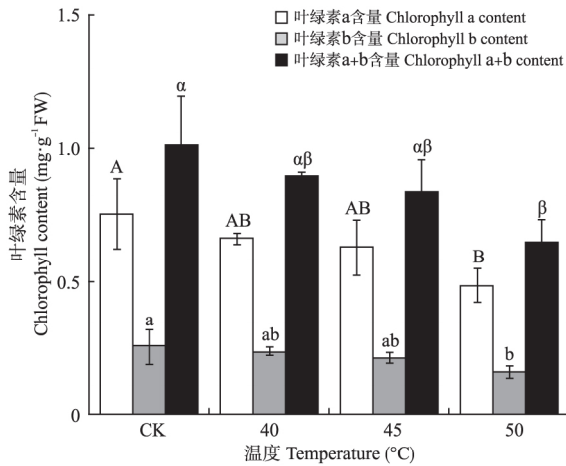 叶绿素a含量 Chlorophyll a content
叶绿素b含量 Chlorophyll b content
叶绿素a+b含量 Chlorophyll a+b content
叶绿素含量
Chlorophyll content (mg·g⁻¹ FW)
1.5
1.0
0.5
0
A
a
α
AB
ab
αβ
AB
ab
αβ
B
b
β
CK
40
45
50
温度 Temperature (°C)